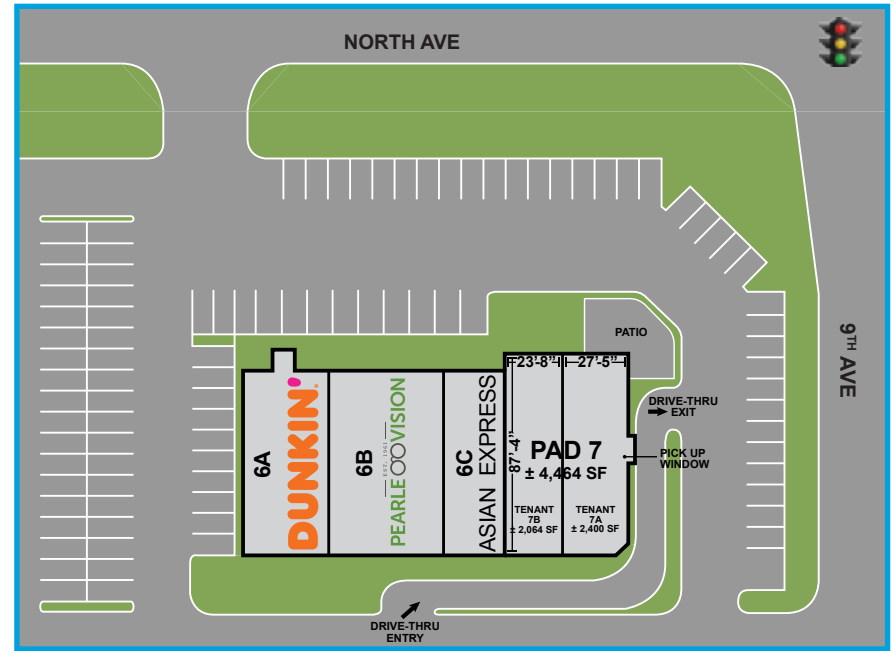 NORTH AVE
9TH AVE
PATIO
23'-8"
27'-5"
87'-4"
DRIVE-THRU
EXIT
PICK UP
WINDOW
6A
DUNKIN'
6B
PEARLE VISION
EST. 1961
6C
ASIAN EXPRESS
PAD 7
± 4,464 SF
TENANT
7B
± 2,064 SF
TENANT
7A
± 2,400 SF
DRIVE-THRU
ENTRY